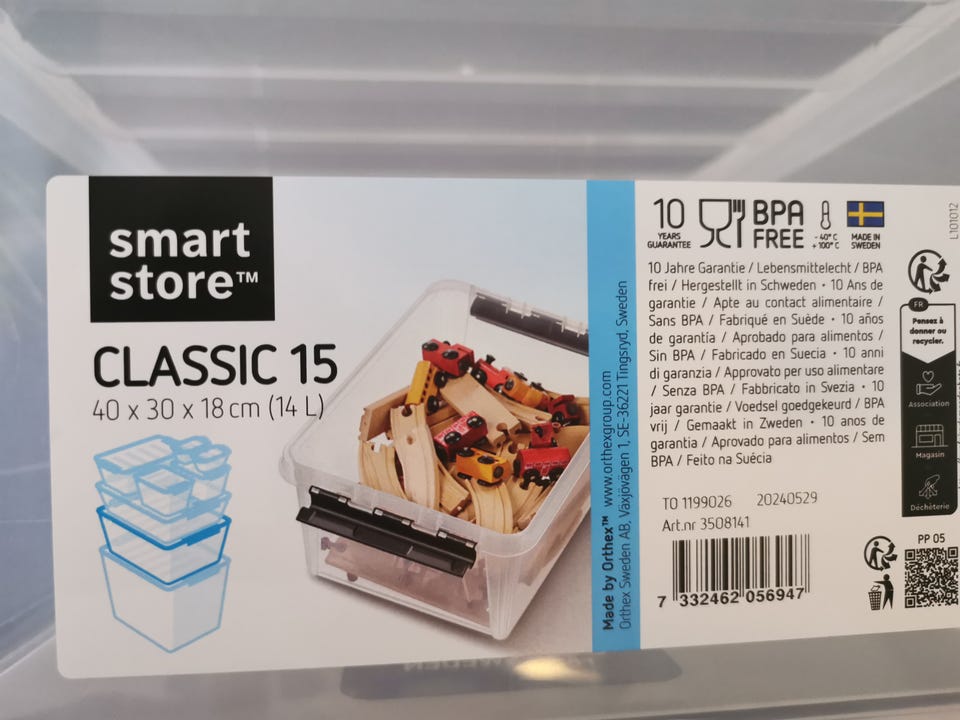 smart
store™
CLASSIC 15
40 x 30 x 18 cm (14 L)
Made by Orthex™ www.orthexgroup.com
Orthex Sweden AB, Växjövägen 1, SE-36221 Tingsryd, Sweden
10
YEARS
GUARANTEE
BPA
FREE
- 40° C
+ 100° C
MADE IN
SWEDEN
10 Jahre Garantie / Lebensmittelecht / BPA
frei / Hergestellt in Schweden • 10 Ans de
garantie / Apte au contact alimentaire /
Sans BPA / Fabriqué en Suède • 10 años
de garantía / Aprobado para alimentos /
Sin BPA / Fabricado en Suecia • 10 anni
di garanzia / Approvato per uso alimentare
/ Senza BPA / Fabbricato in Svezia • 10
jaar garantie / Voedsel goedgekeurd / BPA
vrij / Gemaakt in Zweden • 10 anos de
garantia / Aprovado para alimentos / Sem
BPA / Feito na Suécia
TO 1199026 20240529
Art.nr 3508141
7 332462 056947
L101012
FR
Pensez à
donner ou
recycler.
Association
Magasin
Déchèterie
PP 05